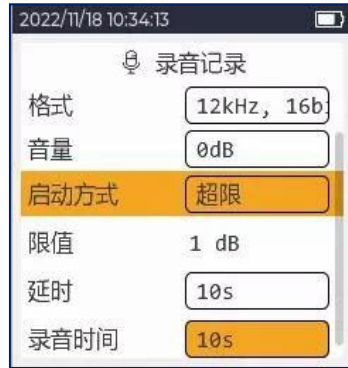 2022/11/18 10:34:13
录音记录
格式 12kHz, 16b
音量 0dB
启动方式 超限
限值 1 dB
延时 10s
录音时间 10s